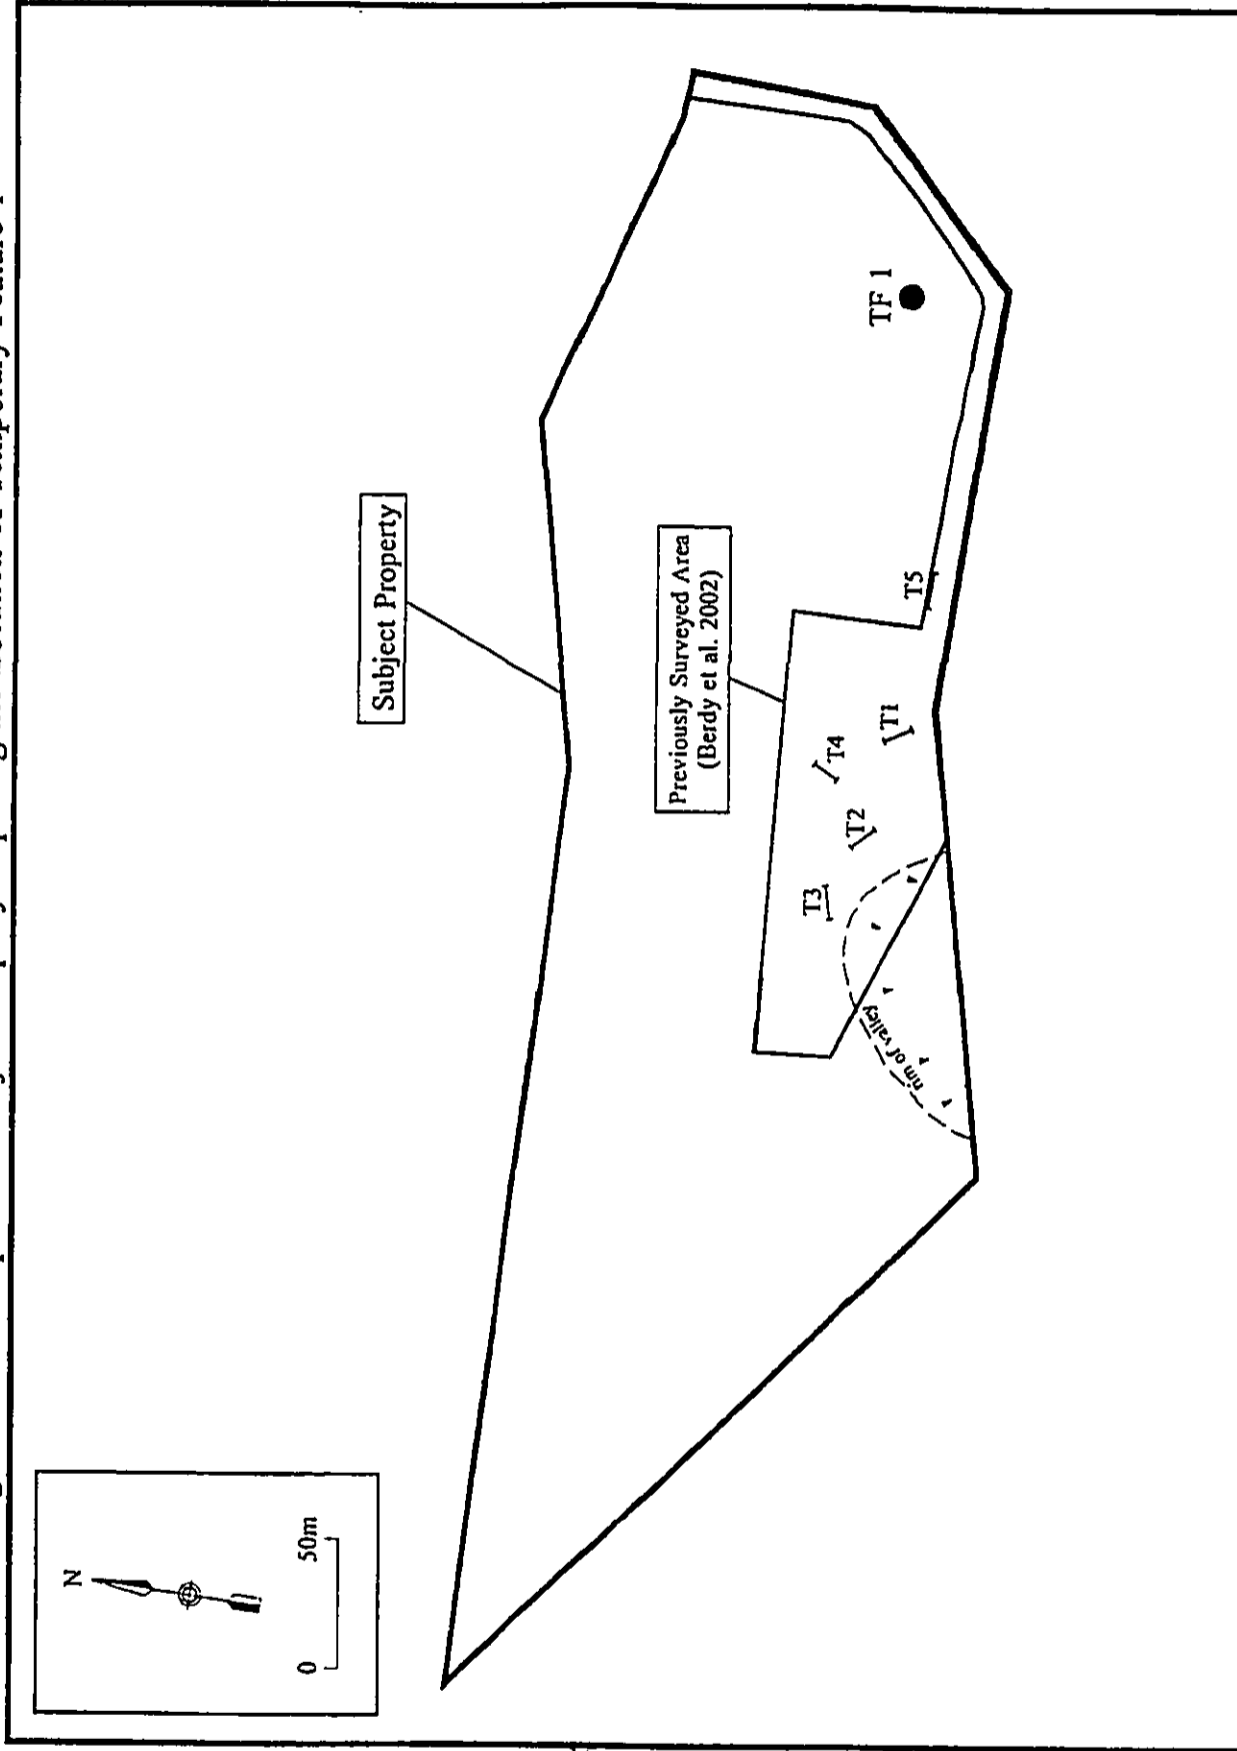 Subject Property
Previously Surveyed Area
(Berdy et al. 2002)
TF 1
T5
T1
T4
T2
T3
rim of valley
N
0 50m